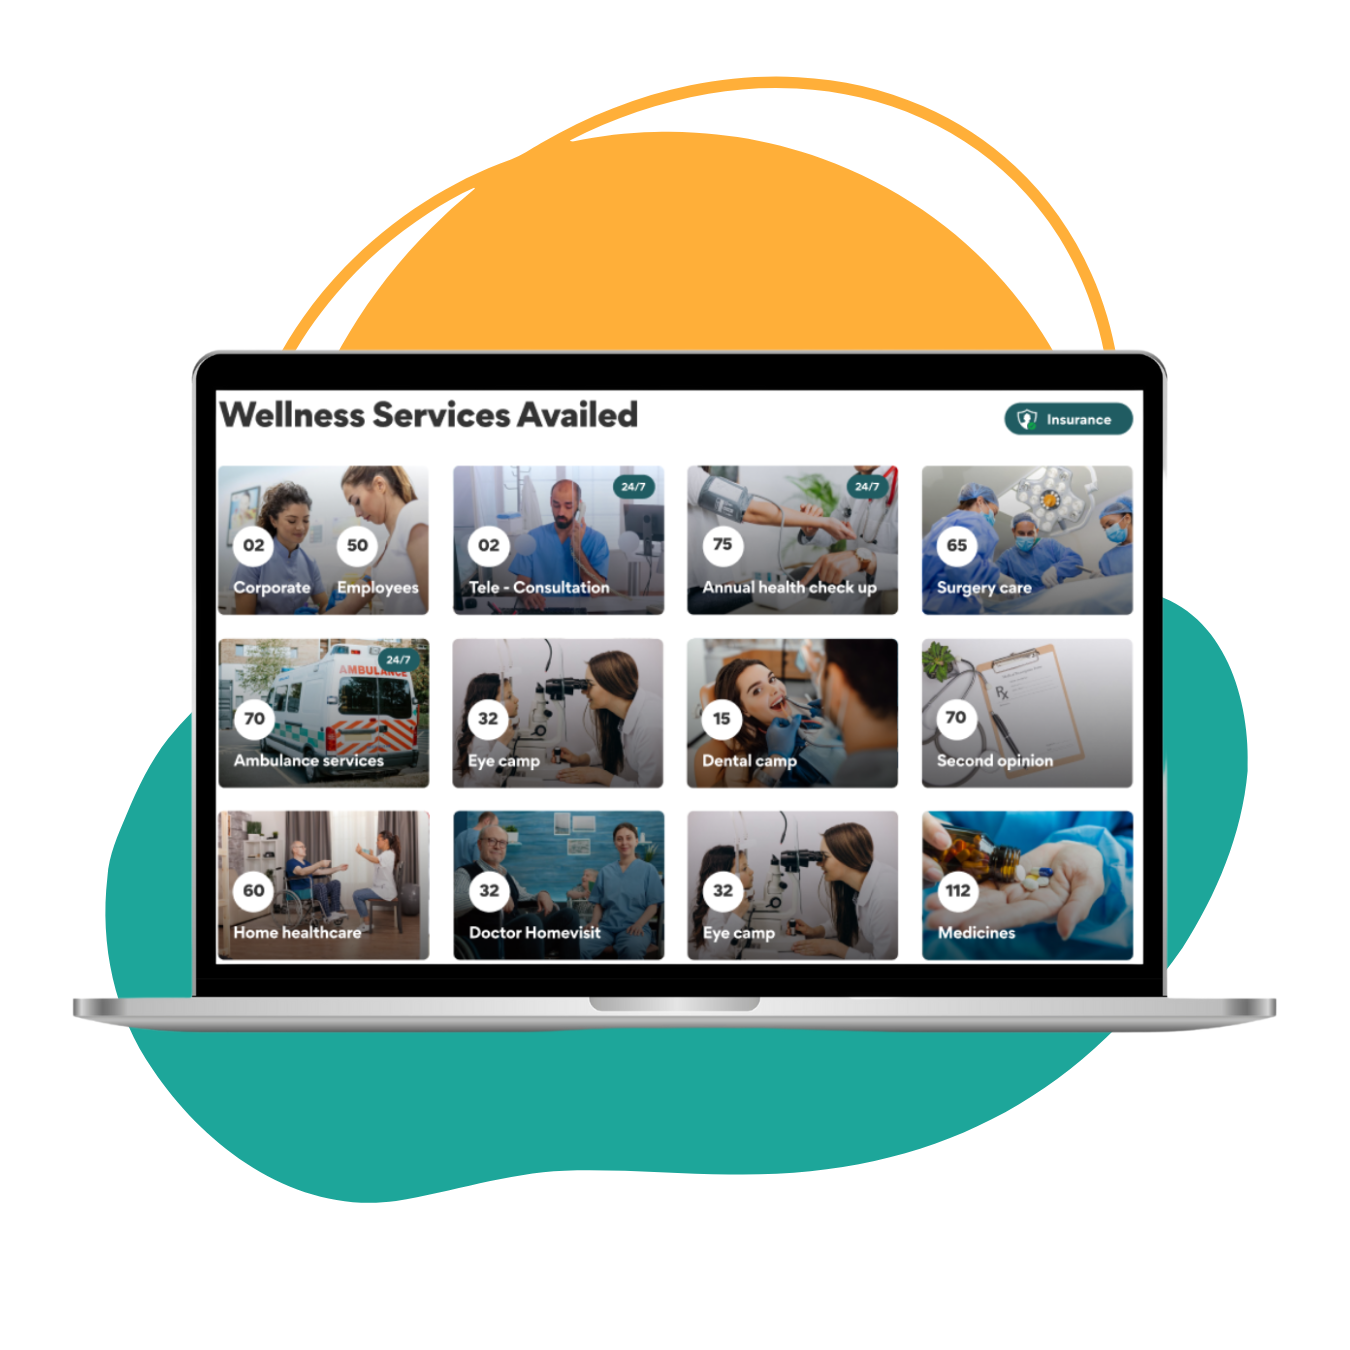 Wellness Services Availed
Insurance
02 50
Corporate Employees
24/7
02
Tele - Consultation
24/7
75
Annual health check up
65
Surgery care
AMBULANCE
24/7
70
Ambulance services
32
Eye camp
15
Dental camp
Rx
70
Second opinion
60
Home healthcare
32
Doctor Homevisit
32
Eye camp
112
Medicines